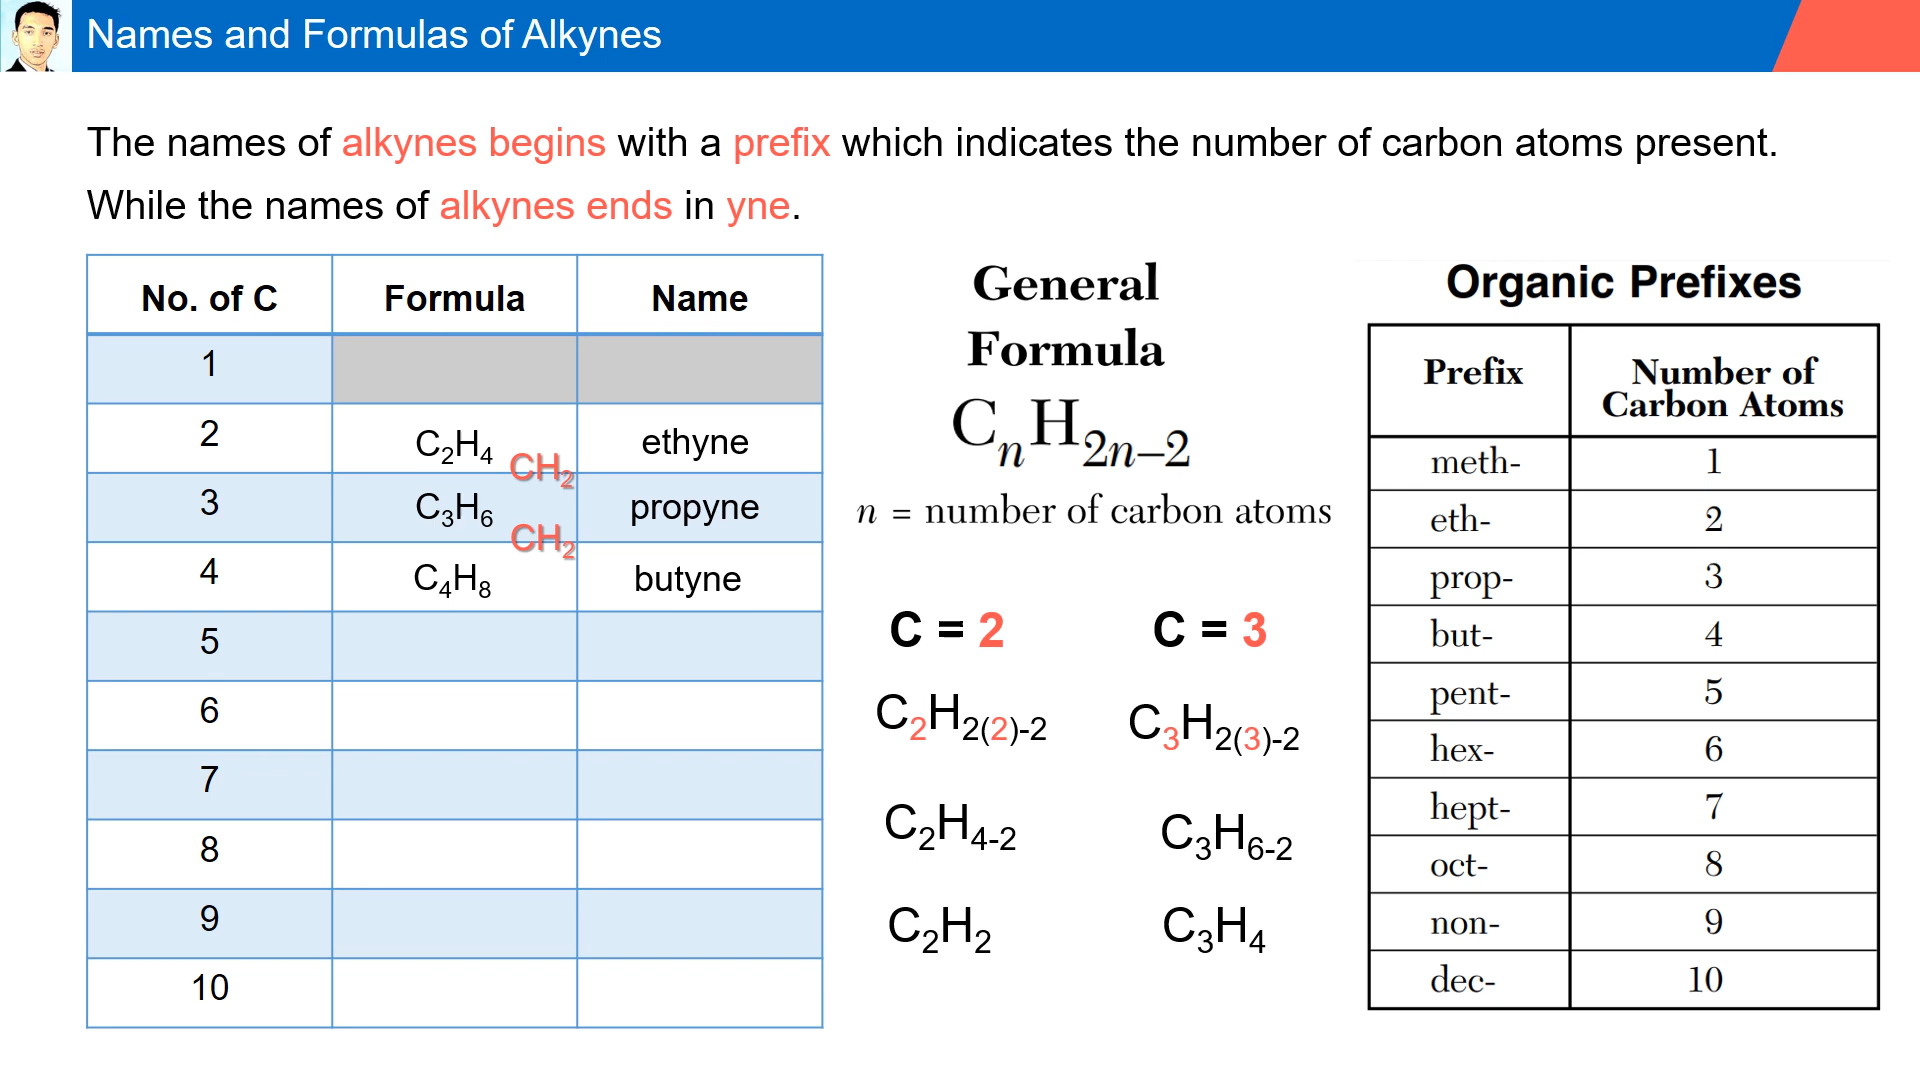 Names and Formulas of Alkynes
The names of alkynes begins with a prefix which indicates the number of carbon atoms present.
While the names of alkynes ends in yne.
No. of C Formula Name
1
2 C₂H₄ ethyne
CH₂
3 C₃H₆ propyne
CH₂
4 C₄H₈ butyne
5
6
7
8
9
10
General
Formula
CₙH₂ₙ₋₂
n = number of carbon atoms
C = 2
C₂H₂₍₂₎₋₂
C₂H₄₋₂
C₂H₂
C = 3
C₃H₂₍₃₎₋₂
C₃H₆₋₂
C₃H₄
Organic Prefixes
Prefix Number of
Carbon Atoms
meth- 1
eth- 2
prop- 3
but- 4
pent- 5
hex- 6
hept- 7
oct- 8
non- 9
dec- 10